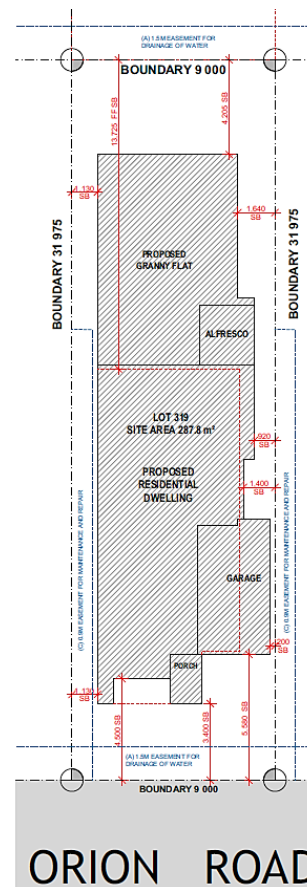 (A) 1.5M EASEMENT FOR
DRAINAGE OF WATER
BOUNDARY 9 000
13.725 FF SB
4.205 SB
1.130
SB
1.640
SB
BOUNDARY 31 975
BOUNDARY 31 975
PROPOSED
GRANNY FLAT
ALFRESCO
LOT 319
SITE AREA 287.8 m²
PROPOSED
RESIDENTIAL
DWELLING
920
SB
1.400
SB
(C) 0.9M EASEMENT FOR MAINTENANCE AND REPAIR
(C) 0.9M EASEMENT FOR MAINTENANCE AND REPAIR
GARAGE
200
SB
PORCH
1.130
SB
4.500 SB
3.400 SB
5.580 SB
(A) 1.5M EASEMENT FOR
DRAINAGE OF WATER
BOUNDARY 9 000
ORION ROAD